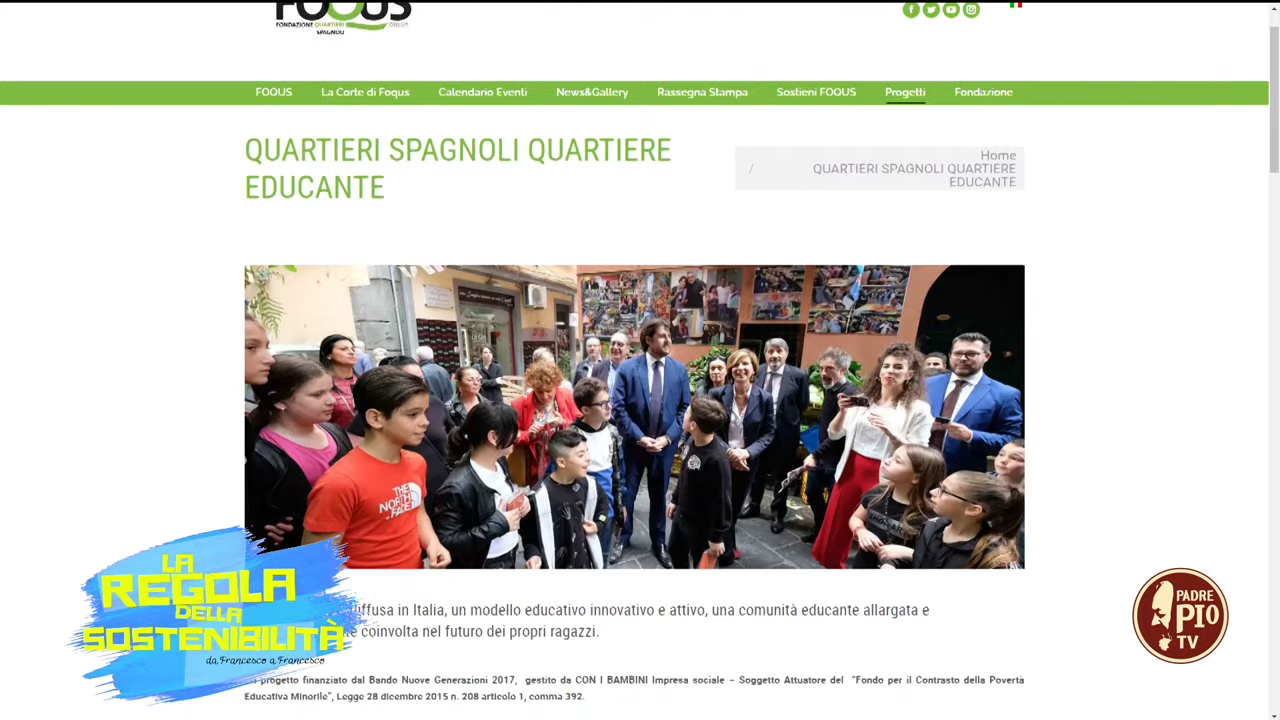 FOQUS
FONDAZIONE QUARTIERI
SPAGNOLI
FOQUS La Corte di Foqus Calendario Eventi News&Gallery Rassegna Stampa Sostieni FOQUS Progetti Fondazione
QUARTIERI SPAGNOLI QUARTIERE
EDUCANTE
Home
/ QUARTIERI SPAGNOLI QUARTIERE
EDUCANTE
THE
NORTH
FACE
LA
REGOLA
DELLA
SOSTENIBILITÀ
da Francesco a Francesco
diffusa in Italia, un modello educativo innovativo e attivo, una comunità educante allargata e
coinvolta nel futuro dei propri ragazzi.
progetto finanziato dal Bando Nuove Generazioni 2017, gestito da CON I BAMBINI Impresa sociale – Soggetto Attuatore del "Fondo per il Contrasto della Povertà
Educativa Minorile", Legge 28 dicembre 2015 n. 208 articolo 1, comma 392.
PADRE
PIO
TV